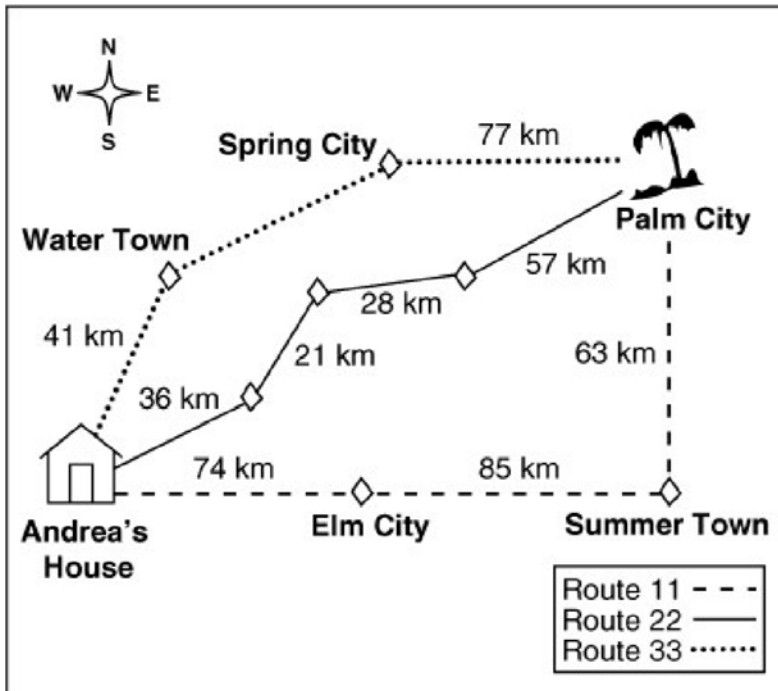 N
W E
S
Spring City
77 km
Water Town
Palm City
57 km
28 km
41 km
21 km
63 km
36 km
74 km
85 km
Andrea's
House
Elm City
Summer Town
Route 11
Route 22
Route 33